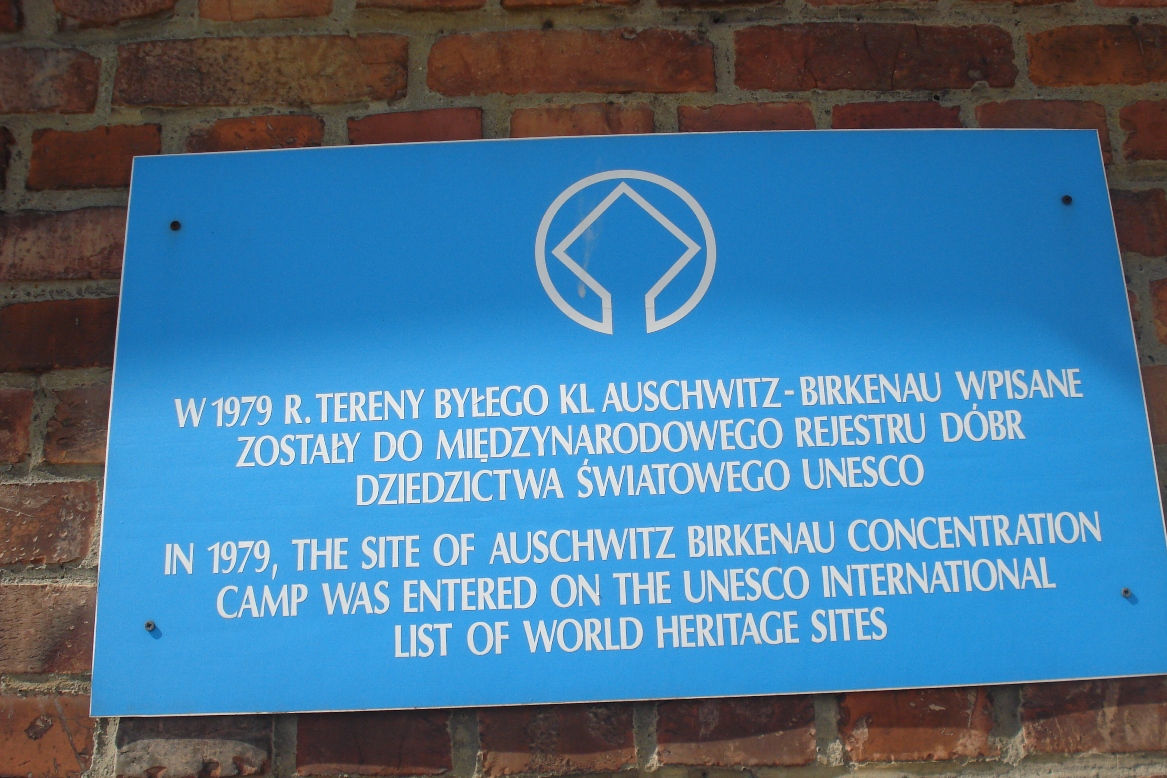 W 1979 R. TERENY BYŁEGO KL AUSCHWITZ-BIRKENAU WPISANE
ZOSTAŁY DO MIĘDZYNARODOWEGO REJESTRU DÓBR
DZIEDZICTWA ŚWIATOWEGO UNESCO
IN 1979, THE SITE OF AUSCHWITZ BIRKENAU CONCENTRATION
CAMP WAS ENTERED ON THE UNESCO INTERNATIONAL
LIST OF WORLD HERITAGE SITES